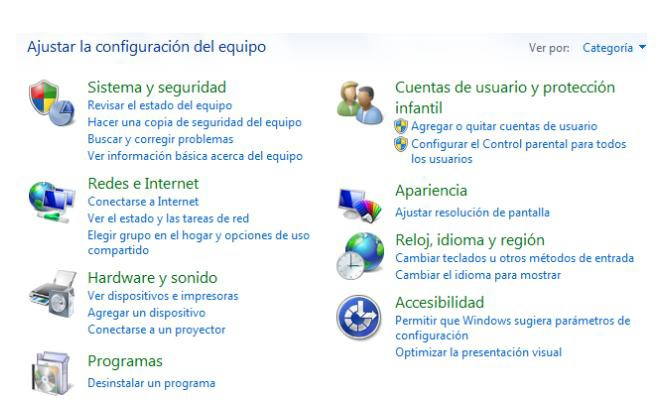 Ajustar la configuración del equipo
Ver por: Categoría
Sistema y seguridad
Revisar el estado del equipo
Hacer una copia de seguridad del equipo
Buscar y corregir problemas
Ver información básica acerca del equipo
Redes e Internet
Conectarse a Internet
Ver el estado y las tareas de red
Elegir grupo en el hogar y opciones de uso
compartido
Hardware y sonido
Ver dispositivos e impresoras
Agregar un dispositivo
Conectarse a un proyector
Programas
Desinstalar un programa
Cuentas de usuario y protección
infantil
Agregar o quitar cuentas de usuario
Configurar el Control parental para todos
los usuarios
Apariencia
Ajustar resolución de pantalla
Reloj, idioma y región
Cambiar teclados u otros métodos de entrada
Cambiar el idioma para mostrar
Accesibilidad
Permitir que Windows sugiera parámetros de
configuración
Optimizar la presentación visual